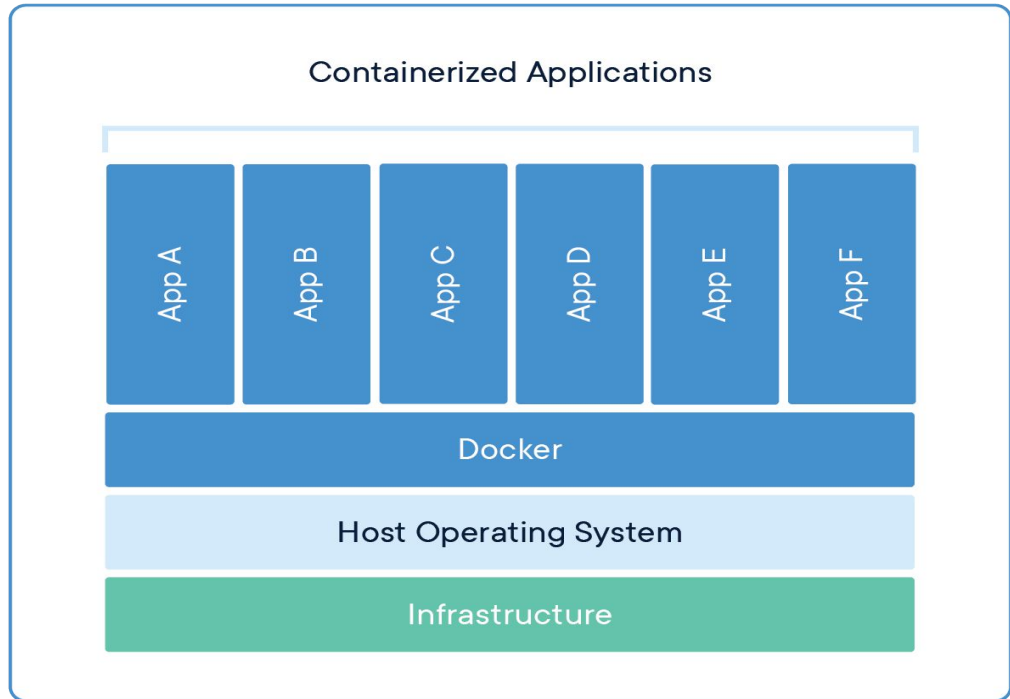 Containerized Applications
App A
App B
App C
App D
App E
App F
Docker
Host Operating System
Infrastructure